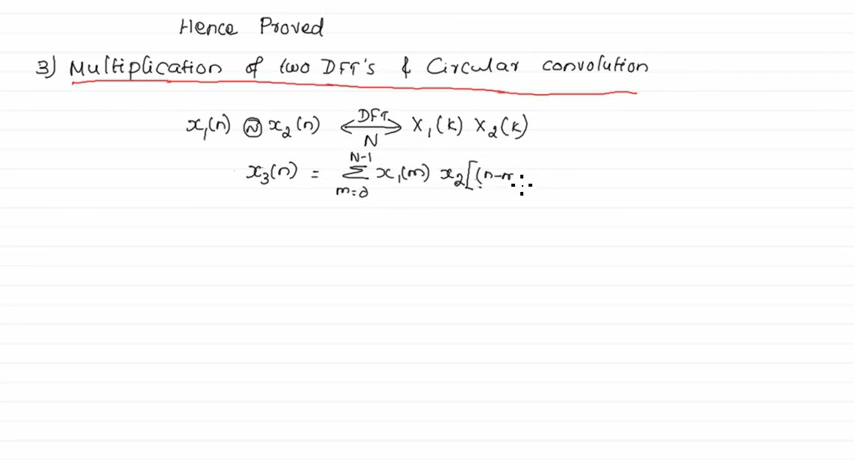 Hence Proved
3) Multiplication of two DFT's & Circular convolution
x₁(n) Ⓝ x₂(n) ⟷ DFT N X₁(k) X₂(k)
x₃(n) = Σ N-1 m=0 x₁(m) x₂[(n-m